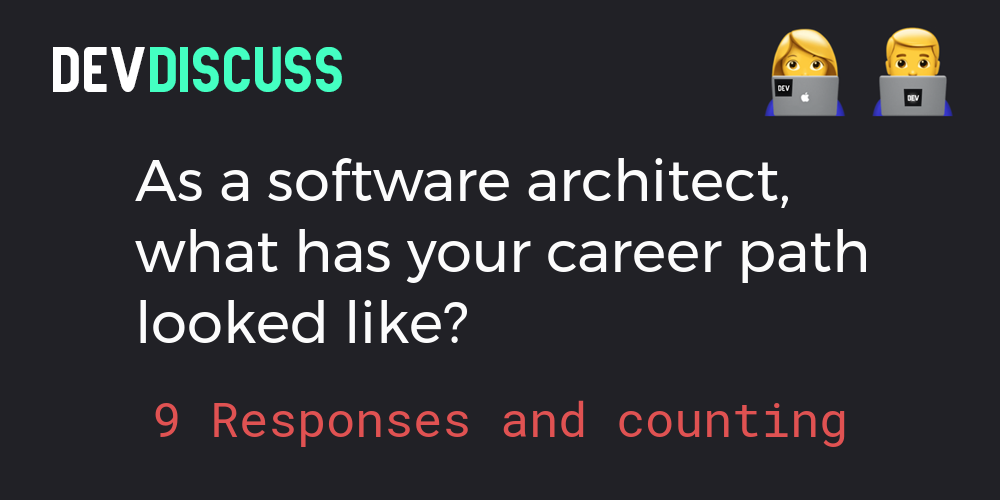 DEVDISCUSS
DEV
DEV
As a software architect,
what has your career path
looked like?
9 Responses and counting